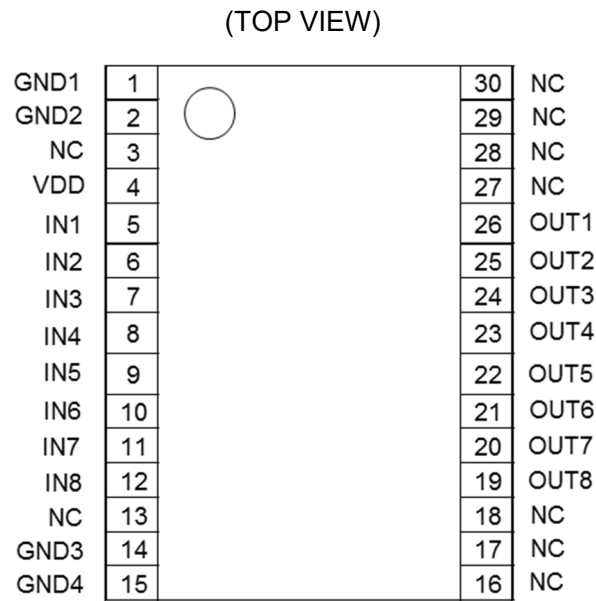 (TOP VIEW)
GND1 1 30 NC
GND2 2 29 NC
NC 3 28 NC
VDD 4 27 NC
IN1 5 26 OUT1
IN2 6 25 OUT2
IN3 7 24 OUT3
IN4 8 23 OUT4
IN5 9 22 OUT5
IN6 10 21 OUT6
IN7 11 20 OUT7
IN8 12 19 OUT8
NC 13 18 NC
GND3 14 17 NC
GND4 15 16 NC